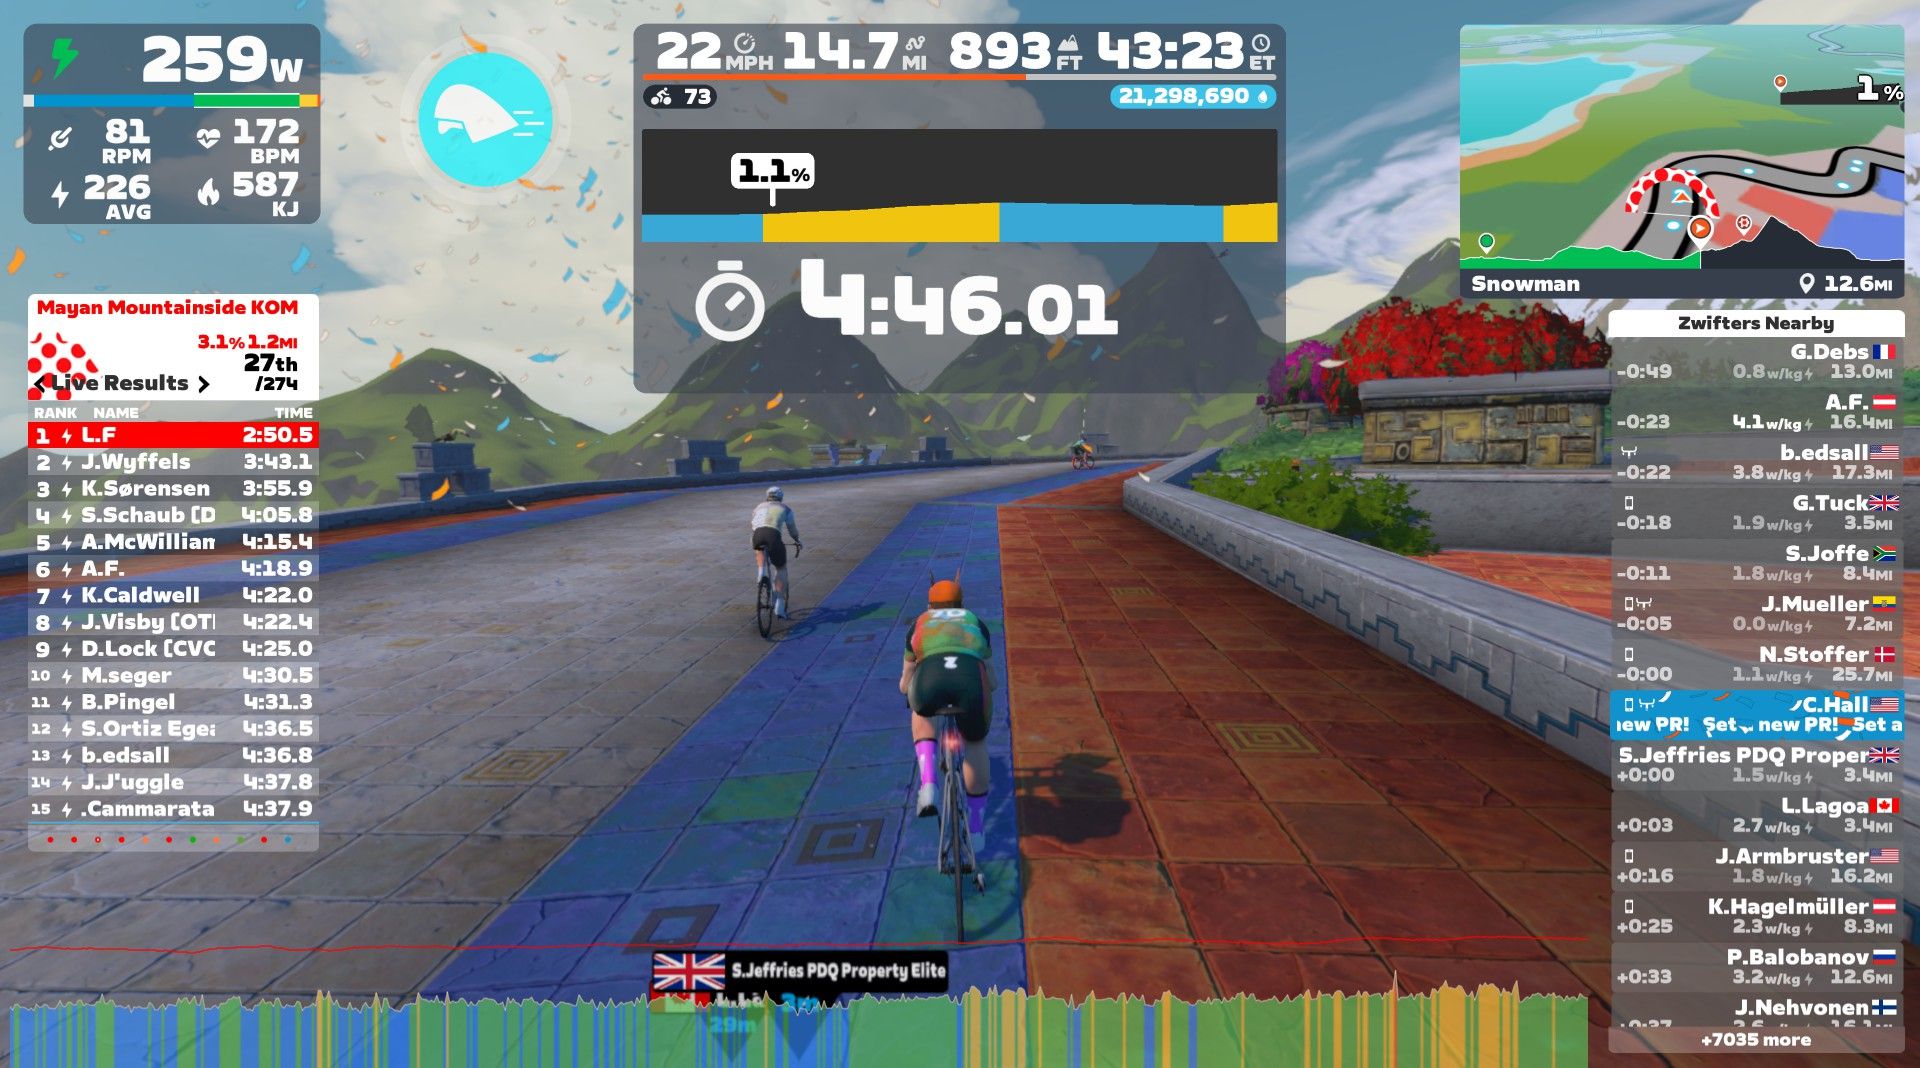 259w
81 RPM
172 BPM
226 AVG
587 KJ
22 MPH 14.7 MI 893 FT 43:23 ET
73
21,298,690
1.1%
4:46.01
1%
Snowman 12.6MI
Mayan Mountainside KOM
3.1% 1.2MI
27th
/274
< Live Results >
RANK NAME TIME
1 L.F 2:50.5
2 J.Wyffels 3:43.1
3 K.Sørensen 3:55.9
4 S.Schaub [D 4:05.8
5 A.McWilliam 4:15.4
6 A.F. 4:18.9
7 K.Caldwell 4:22.0
8 J.Visby [OT 4:22.4
9 D.Lock [CVC 4:25.0
10 M.seger 4:30.5
11 B.Pingel 4:31.3
12 S.Ortiz Egea 4:36.5
13 b.edsall 4:36.8
14 J.J'uggle 4:37.8
15 .Cammarata 4:37.9
Zwifters Nearby
G.Debs
-0:49 0.8w/kg 13.0MI
A.F.
-0:23 4.1w/kg 16.4MI
b.edsall
-0:22 3.8w/kg 17.3MI
G.Tuck
-0:18 1.9w/kg 3.5MI
S.Joffe
-0:11 1.8w/kg 8.4MI
J.Mueller
-0:05 0.0w/kg 7.2MI
N.Stoffer
-0:00 1.1w/kg 25.7MI
C.Hall
new PR! Set new PR! Set a
S.Jeffries PDQ Proper
+0:00 1.5w/kg 3.4MI
L.Lagoa
+0:03 2.7w/kg 3.4MI
J.Armbruster
+0:16 1.8w/kg 16.2MI
K.Hagelmüller
+0:25 2.3w/kg 8.3MI
P.Balobanov
+0:33 3.2w/kg 12.6MI
J.Nehvonen
+0:37 2.6w/kg 16.1MI
+7035 more
S.Jeffries PDQ Property Elite
3m
29m